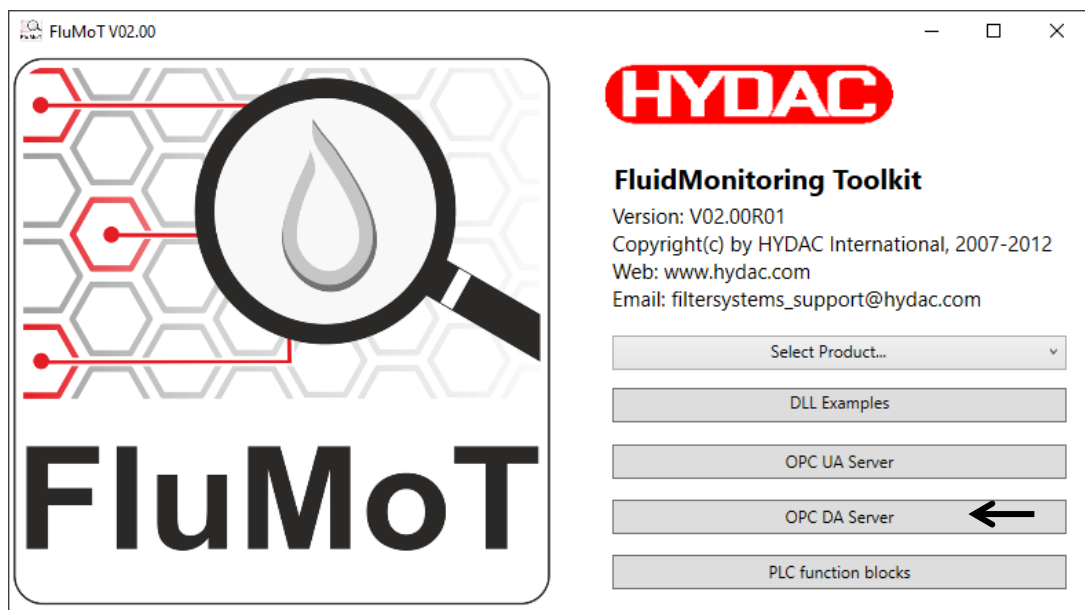 FluMoT V02.00
HYDAC
FluidMonitoring Toolkit
Version: V02.00R01
Copyright(c) by HYDAC International, 2007-2012
Web: www.hydac.com
Email: filtersystems_support@hydac.com
Select Product...
DLL Examples
OPC UA Server
OPC DA Server
PLC function blocks
FluMoT